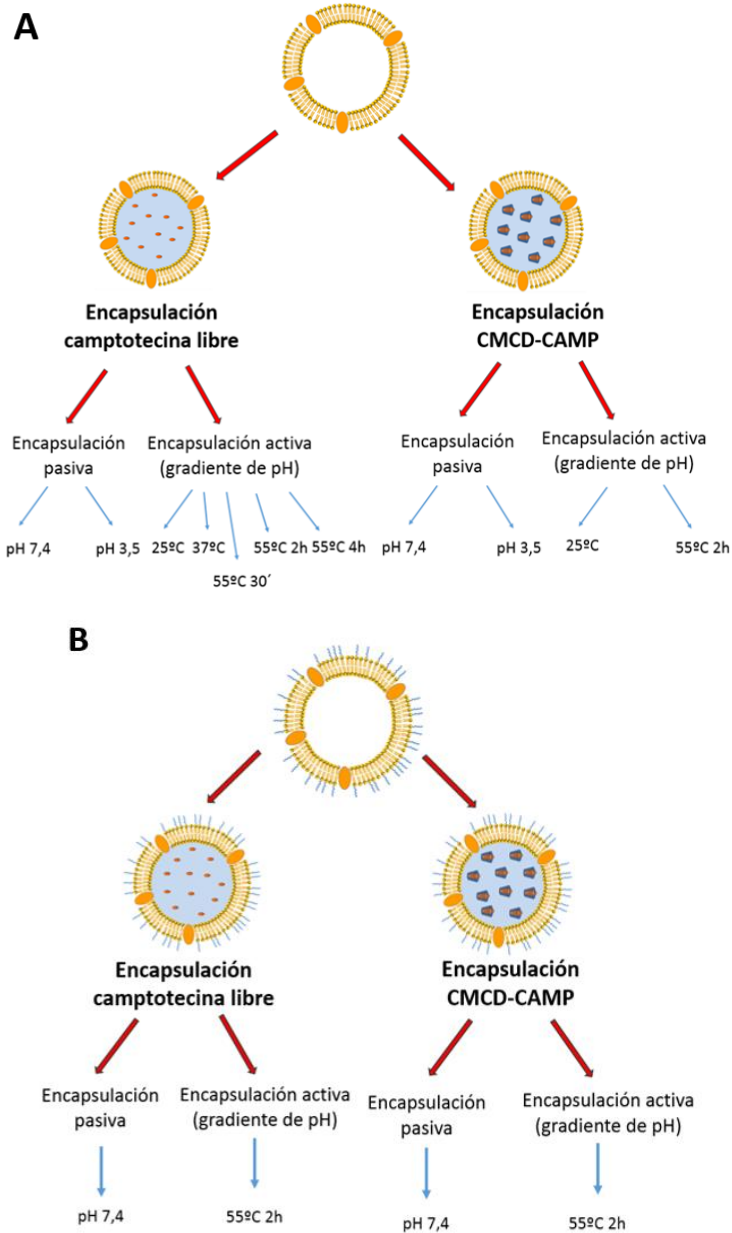 A
Encapsulación
camptotecina libre
Encapsulación
CMCD-CAMP
Encapsulación
pasiva
Encapsulación activa
(gradiente de pH)
Encapsulación
pasiva
Encapsulación activa
(gradiente de pH)
pH 7,4
pH 3,5
25ºC
37ºC
55ºC 2h
55ºC 4h
55ºC 30´
pH 7,4
pH 3,5
25ºC
55ºC 2h
B
Encapsulación
camptotecina libre
Encapsulación
CMCD-CAMP
Encapsulación
pasiva
Encapsulación activa
(gradiente de pH)
Encapsulación
pasiva
Encapsulación activa
(gradiente de pH)
pH 7,4
55ºC 2h
pH 7,4
55ºC 2h